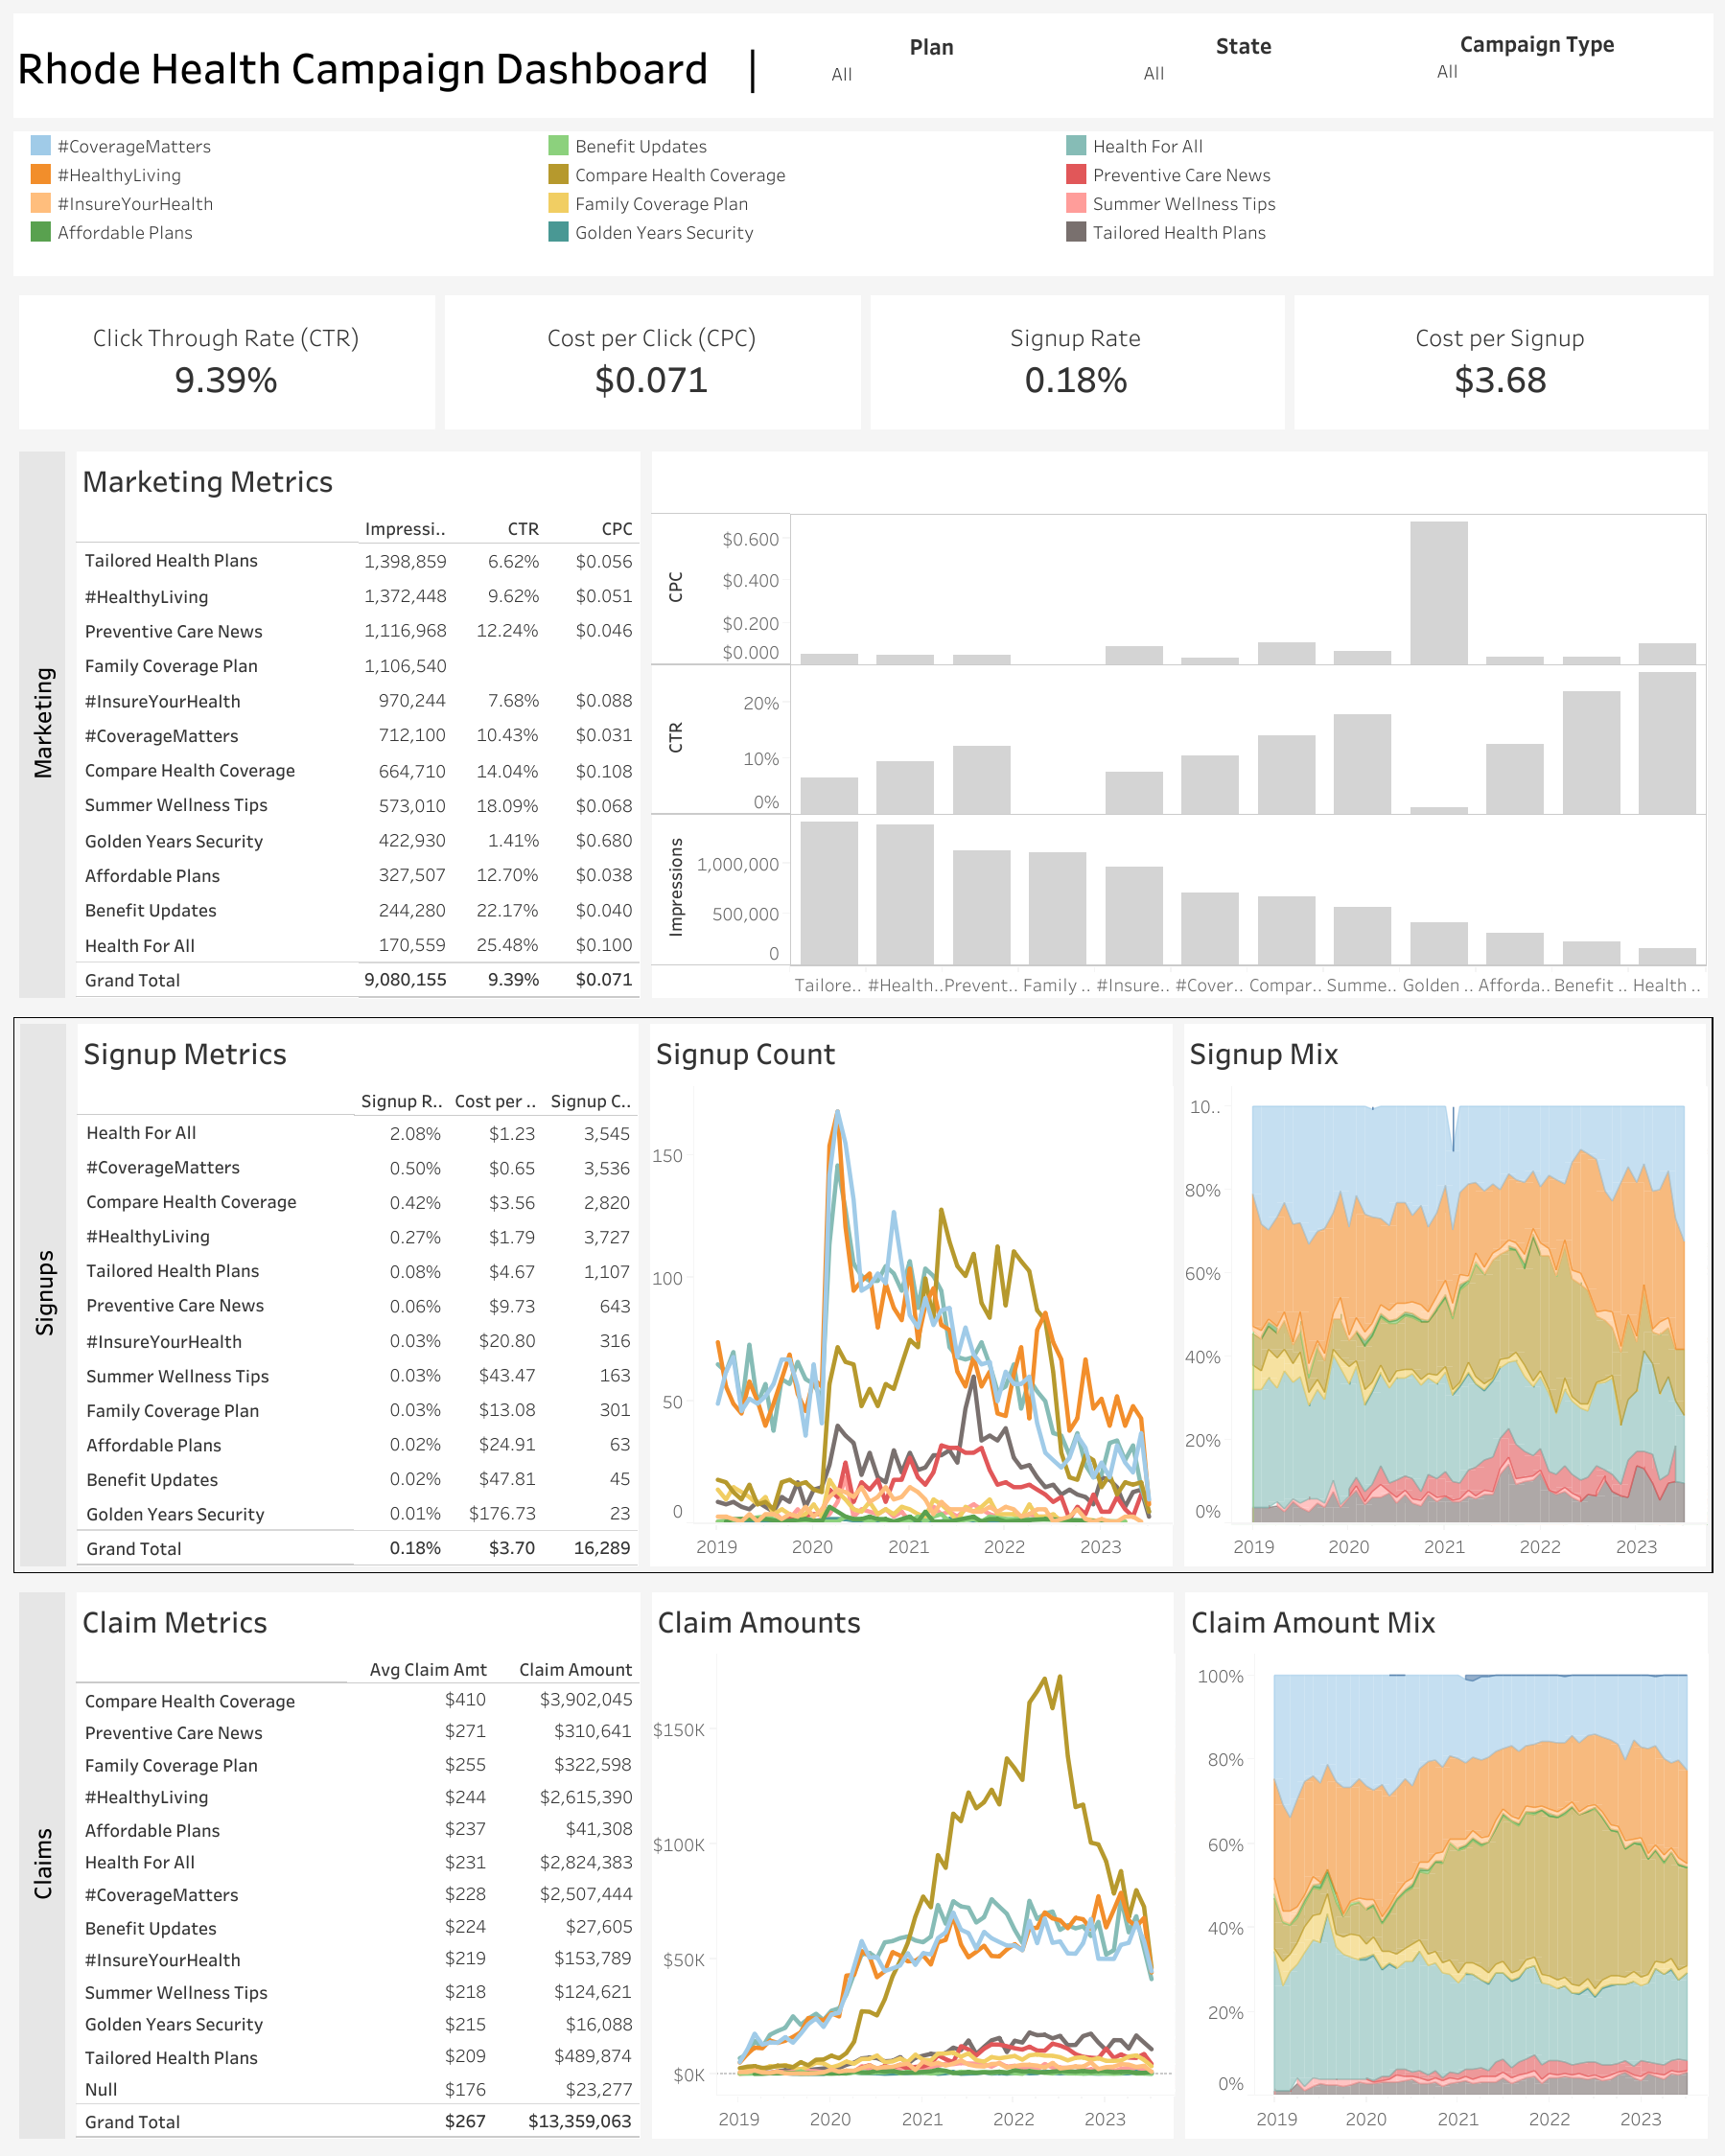 Rhode Health Campaign Dashboard |
Plan
All
State
All
Campaign Type
All
#CoverageMatters
#HealthyLiving
#InsureYourHealth
Affordable Plans
Benefit Updates
Compare Health Coverage
Family Coverage Plan
Golden Years Security
Health For All
Preventive Care News
Summer Wellness Tips
Tailored Health Plans
Click Through Rate (CTR)
9.39%
Cost per Click (CPC)
$0.071
Signup Rate
0.18%
Cost per Signup
$3.68
Marketing
Marketing Metrics
Impressi.. CTR CPC
Tailored Health Plans 1,398,859 6.62% $0.056
#HealthyLiving 1,372,448 9.62% $0.051
Preventive Care News 1,116,968 12.24% $0.046
Family Coverage Plan 1,106,540
#InsureYourHealth 970,244 7.68% $0.088
#CoverageMatters 712,100 10.43% $0.031
Compare Health Coverage 664,710 14.04% $0.108
Summer Wellness Tips 573,010 18.09% $0.068
Golden Years Security 422,930 1.41% $0.680
Affordable Plans 327,507 12.70% $0.038
Benefit Updates 244,280 22.17% $0.040
Health For All 170,559 25.48% $0.100
Grand Total 9,080,155 9.39% $0.071
CPC
$0.600
$0.400
$0.200
$0.000
CTR
20%
10%
0%
Impressions
1,000,000
500,000
0
Tailore.. #Health.. Prevent.. Family .. #Insure.. #Cover.. Compar.. Summe.. Golden .. Afforda.. Benefit .. Health ..
Signups
Signup Metrics
Signup R.. Cost per .. Signup C..
Health For All 2.08% $1.23 3,545
#CoverageMatters 0.50% $0.65 3,536
Compare Health Coverage 0.42% $3.56 2,820
#HealthyLiving 0.27% $1.79 3,727
Tailored Health Plans 0.08% $4.67 1,107
Preventive Care News 0.06% $9.73 643
#InsureYourHealth 0.03% $20.80 316
Summer Wellness Tips 0.03% $43.47 163
Family Coverage Plan 0.03% $13.08 301
Affordable Plans 0.02% $24.91 63
Benefit Updates 0.02% $47.81 45
Golden Years Security 0.01% $176.73 23
Grand Total 0.18% $3.70 16,289
Signup Count
150
100
50
0
2019 2020 2021 2022 2023
Signup Mix
10..
80%
60%
40%
20%
0%
2019 2020 2021 2022 2023
Claims
Claim Metrics
Avg Claim Amt Claim Amount
Compare Health Coverage $410 $3,902,045
Preventive Care News $271 $310,641
Family Coverage Plan $255 $322,598
#HealthyLiving $244 $2,615,390
Affordable Plans $237 $41,308
Health For All $231 $2,824,383
#CoverageMatters $228 $2,507,444
Benefit Updates $224 $27,605
#InsureYourHealth $219 $153,789
Summer Wellness Tips $218 $124,621
Golden Years Security $215 $16,088
Tailored Health Plans $209 $489,874
Null $176 $23,277
Grand Total $267 $13,359,063
Claim Amounts
$150K
$100K
$50K
$0K
2019 2020 2021 2022 2023
Claim Amount Mix
100%
80%
60%
40%
20%
0%
2019 2020 2021 2022 2023